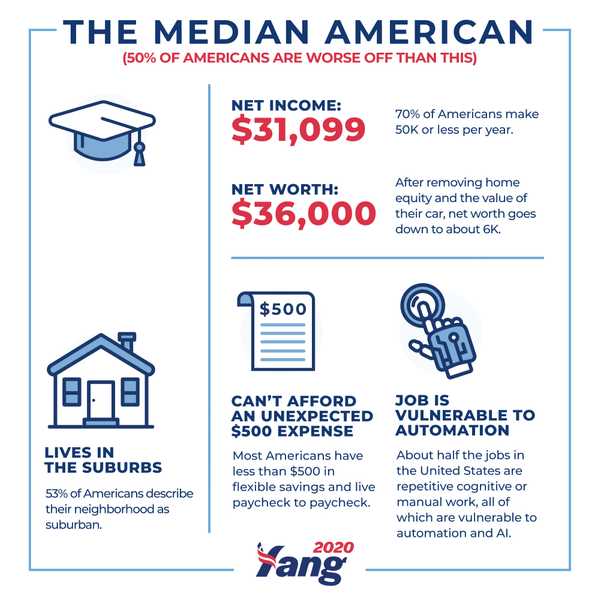 THE MEDIAN AMERICAN
(50% OF AMERICANS ARE WORSE OFF THAN THIS)
NET INCOME:
$31,099
70% of Americans make
50K or less per year.
NET WORTH:
$36,000
After removing home
equity and the value of
their car, net worth goes
down to about 6K.
LIVES IN
THE SUBURBS
53% of Americans describe
their neighborhood as
suburban.
$500
CAN'T AFFORD
AN UNEXPECTED
$500 EXPENSE
Most Americans have
less than $500 in
flexible savings and live
paycheck to paycheck.
JOB IS
VULNERABLE TO
AUTOMATION
About half the jobs in
the United States are
repetitive cognitive or
manual work, all of
which are vulnerable to
automation and AI.
2020
Yang